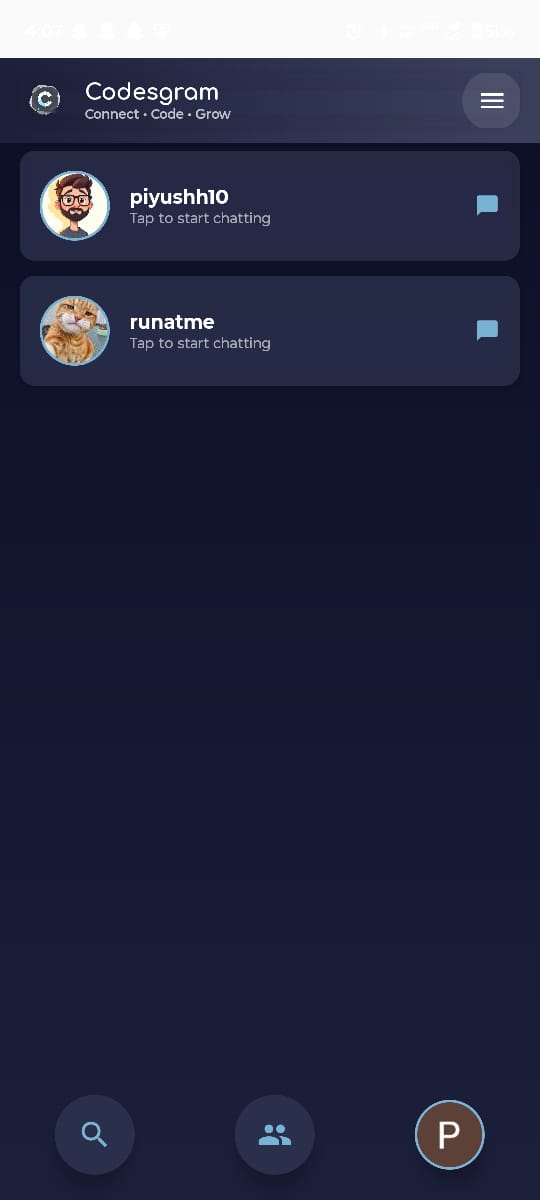 4:07
51%
C
Codesgram
Connect • Code • Grow
piyushh10
Tap to start chatting
runatme
Tap to start chatting
P